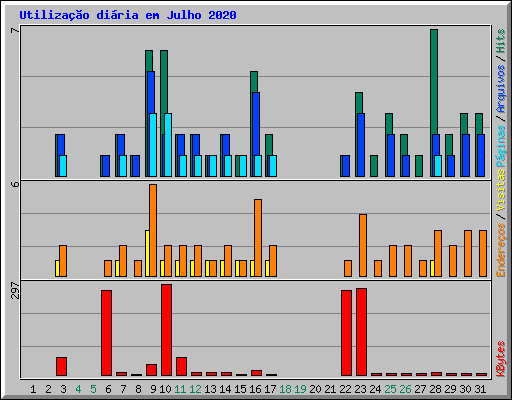 Utilização diária em Julho 2020
7
6
297
Hits
/
Arquivos
/
Páginas
Visitas
/
Endereços
KBytes
1 2 3 4 5 6 7 8 9 10 11 12 13 14 15 16 17 18 19 20 21 22 23 24 25 26 27 28 29 30 31